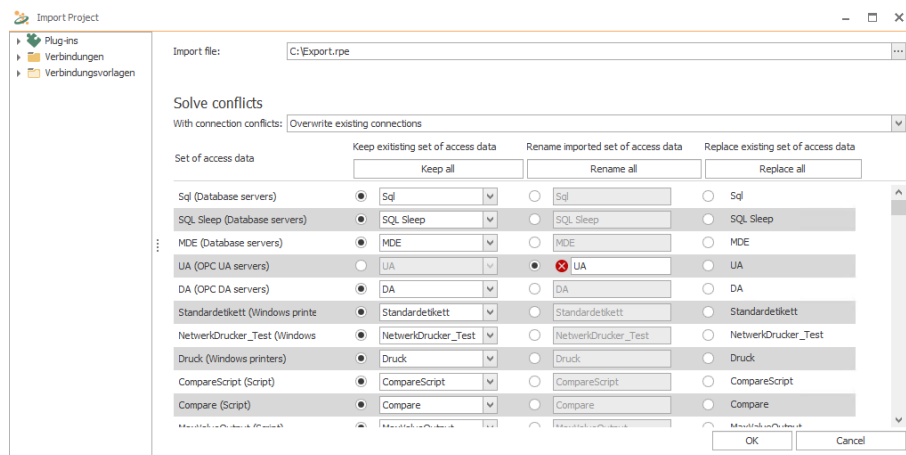 Import Project
Plug-ins
Verbindungen
Verbindungsvorlagen
Import file: C:\Export.rpe ...
Solve conflicts
With connection conflicts: Overwrite existing connections
Set of access data
Keep exitisting set of access data Rename imported set of access data Replace existing set of access data
Keep all Rename all Replace all
Sql (Database servers) Sql Sql Sql
SQL Sleep (Database servers) SQL Sleep SQL Sleep SQL Sleep
MDE (Database servers) MDE MDE MDE
UA (OPC UA servers) UA UA UA
DA (OPC DA servers) DA DA DA
Standardetikett (Windows printe Standardetikett Standardetikett Standardetikett
NetwerkDrucker_Test (Windows NetwerkDrucker_Test NetwerkDrucker_Test NetwerkDrucker_Test
Druck (Windows printers) Druck Druck Druck
CompareScript (Script) CompareScript CompareScript CompareScript
Compare (Script) Compare Compare Compare
MaxValueOutput (Script) MaxValueOutput MaxValueOutput MaxValueOutput
OK Cancel